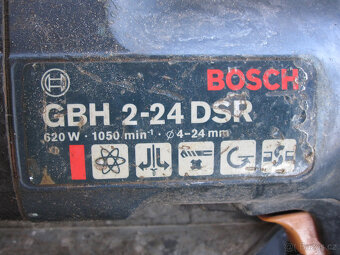 BOSCH
GBH 2-24 DSR
620 W · 1050 min⁻¹ · ⌀ 4-24 mm